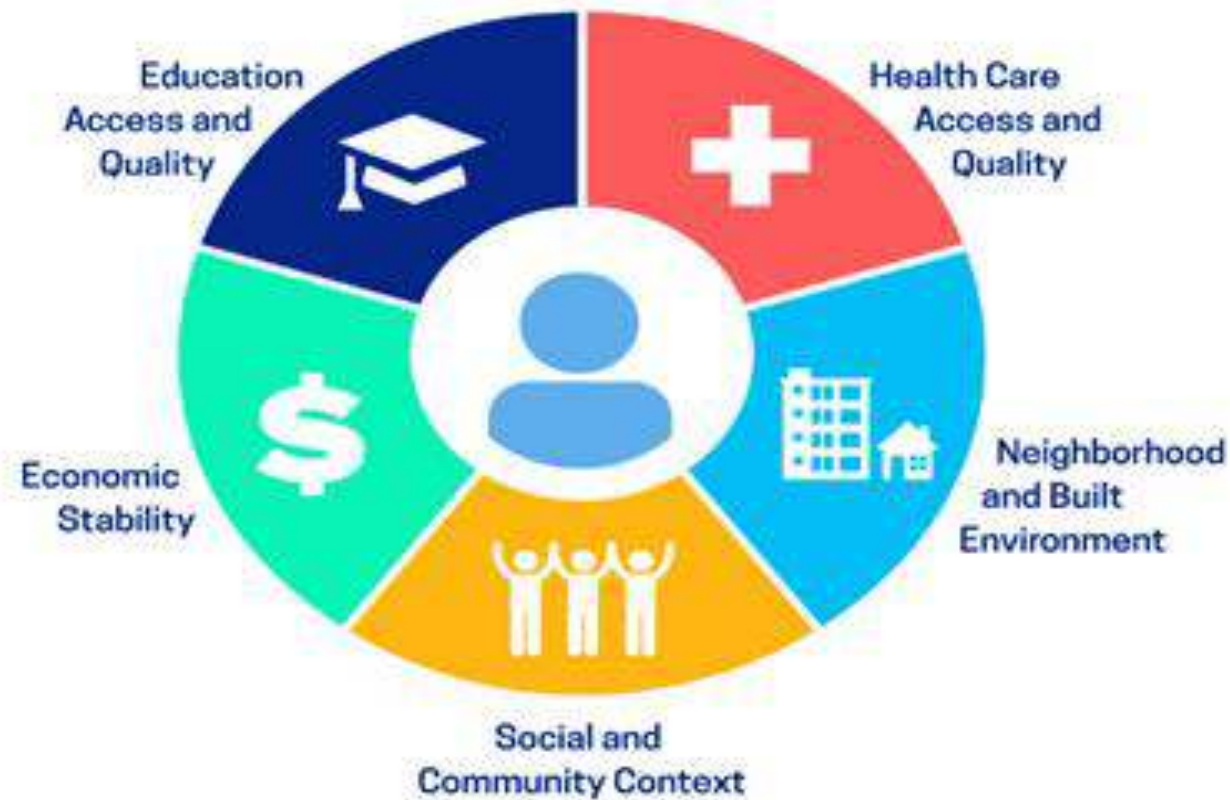 Education
Access and
Quality
Health Care
Access and
Quality
Economic
Stability
$
Neighborhood
and Built
Environment
Social and
Community Context